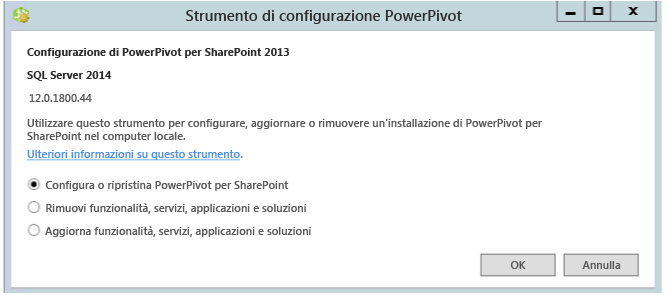 Strumento di configurazione PowerPivot
Configurazione di PowerPivot per SharePoint 2013
SQL Server 2014
12.0.1800.44
Utilizzare questo strumento per configurare, aggiornare o rimuovere un'installazione di PowerPivot per
SharePoint nel computer locale.
Ulteriori informazioni su questo strumento.
Configura o ripristina PowerPivot per SharePoint
Rimuovi funzionalità, servizi, applicazioni e soluzioni
Aggiorna funzionalità, servizi, applicazioni e soluzioni
OK Annulla